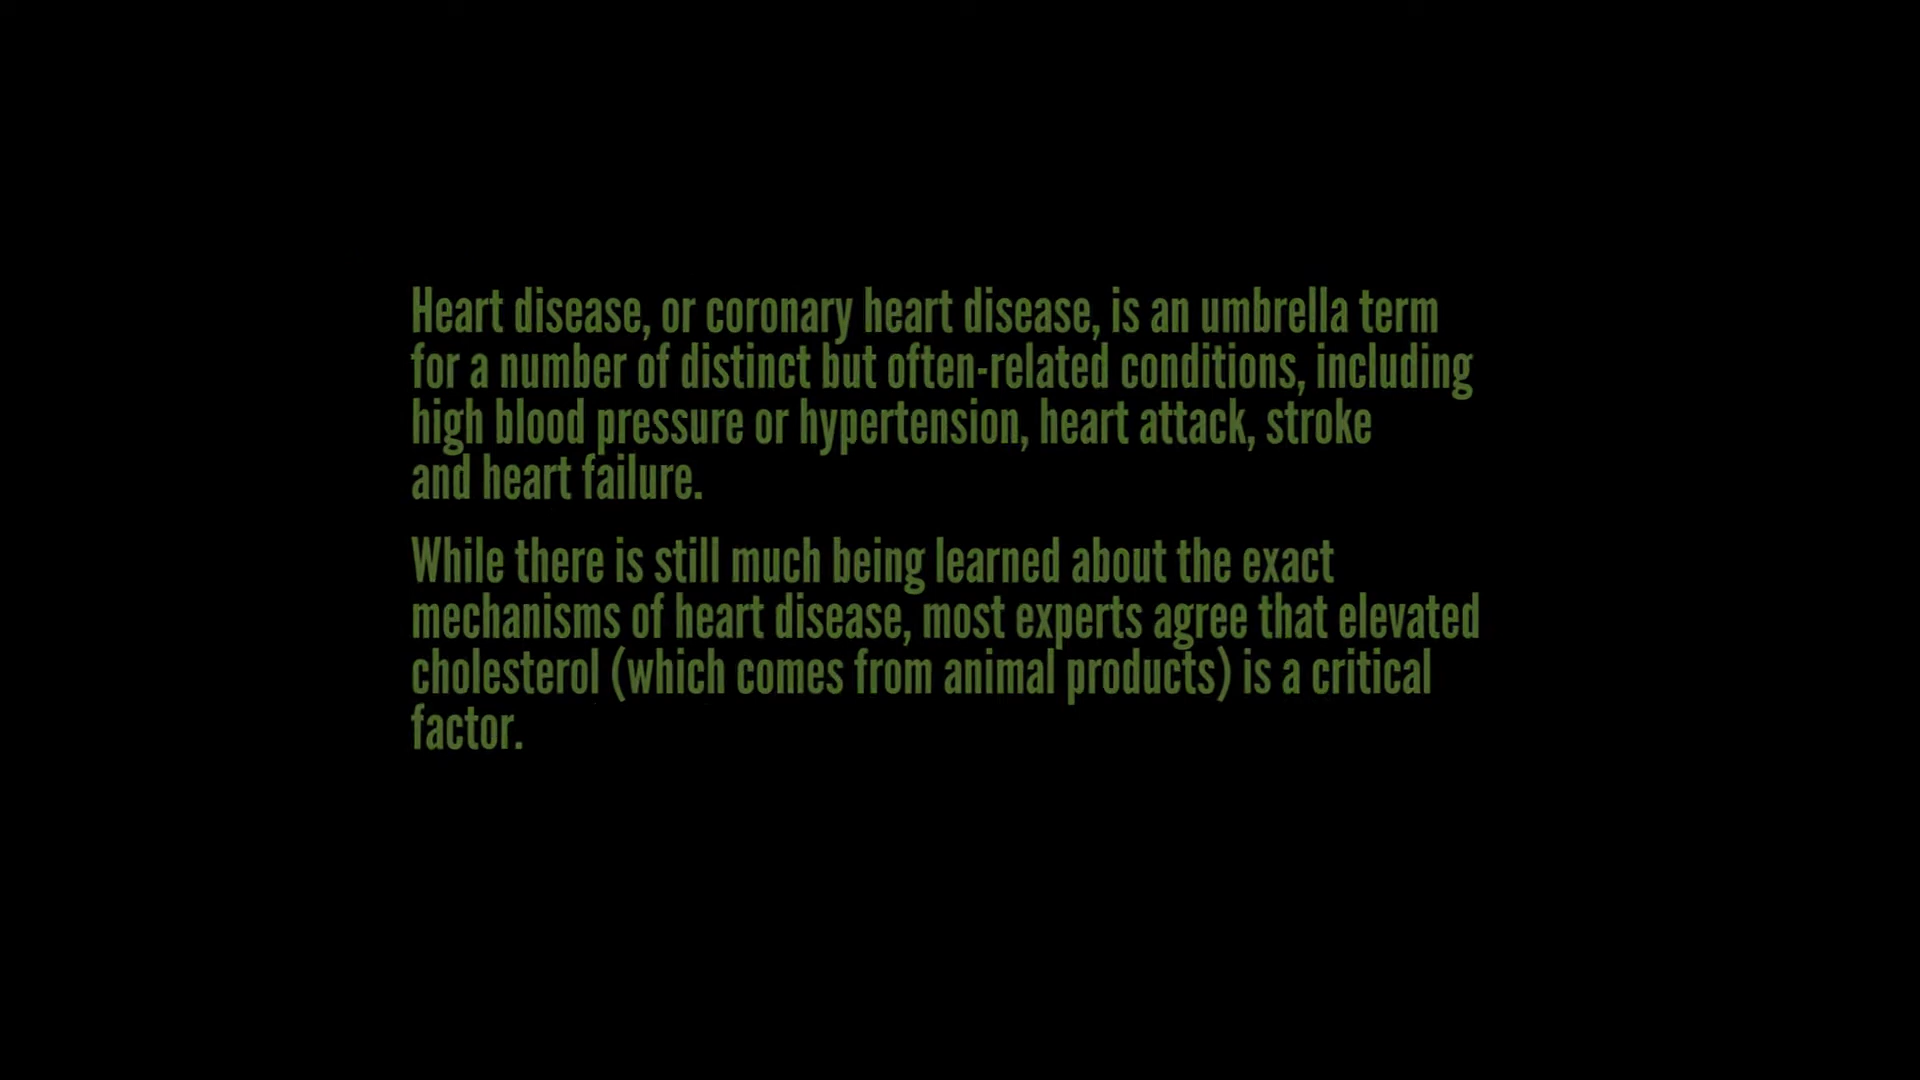 Heart disease, or coronary heart disease, is an umbrella term
for a number of distinct but often-related conditions, including
high blood pressure or hypertension, heart attack, stroke
and heart failure.
While there is still much being learned about the exact
mechanisms of heart disease, most experts agree that elevated
cholesterol (which comes from animal products) is a critical
factor.